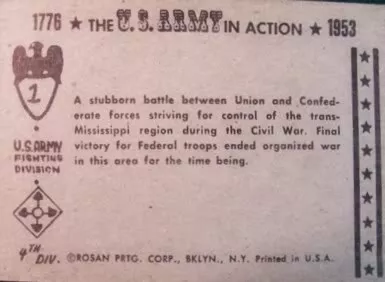 1776 ★ THE U.S. ARMY IN ACTION ★ 1953
1
A stubborn battle between Union and Confed-
erate forces striving for control of the trans-
Mississippi region during the Civil War. Final
victory for Federal troops ended organized war
in this area for the time being.
U.S. ARMY
FIGHTING
DIVISION
4TH DIV.
©ROSAN PRTG. CORP., BKLYN., N.Y. Printed in U.S.A.